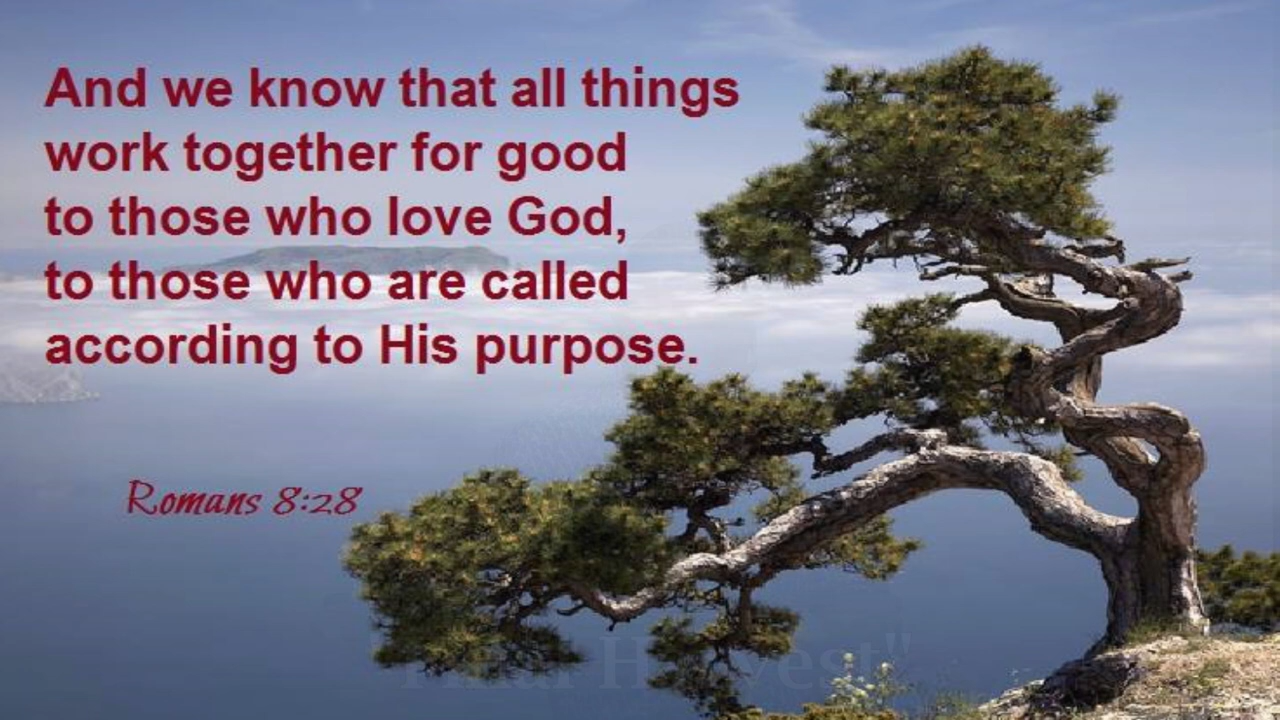 And we know that all things
work together for good
to those who love God,
to those who are called
according to His purpose.
Romans 8:28